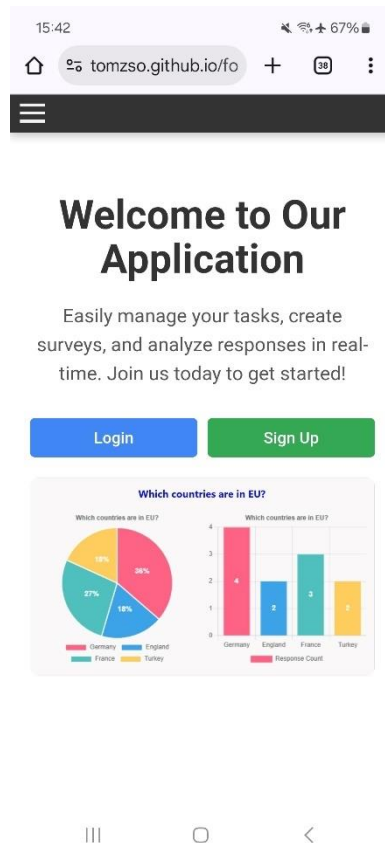 15:42
67%
tomzso.github.io/fo
38
Welcome to Our
Application
Easily manage your tasks, create
surveys, and analyze responses in real-
time. Join us today to get started!
Login
Sign Up
Which countries are in EU?
Which countries are in EU?
18%
36%
27%
18%
Germany
England
France
Turkey
Which countries are in EU?
4
3
2
1
0
4
2
3
2
Germany
England
France
Turkey
Response Count